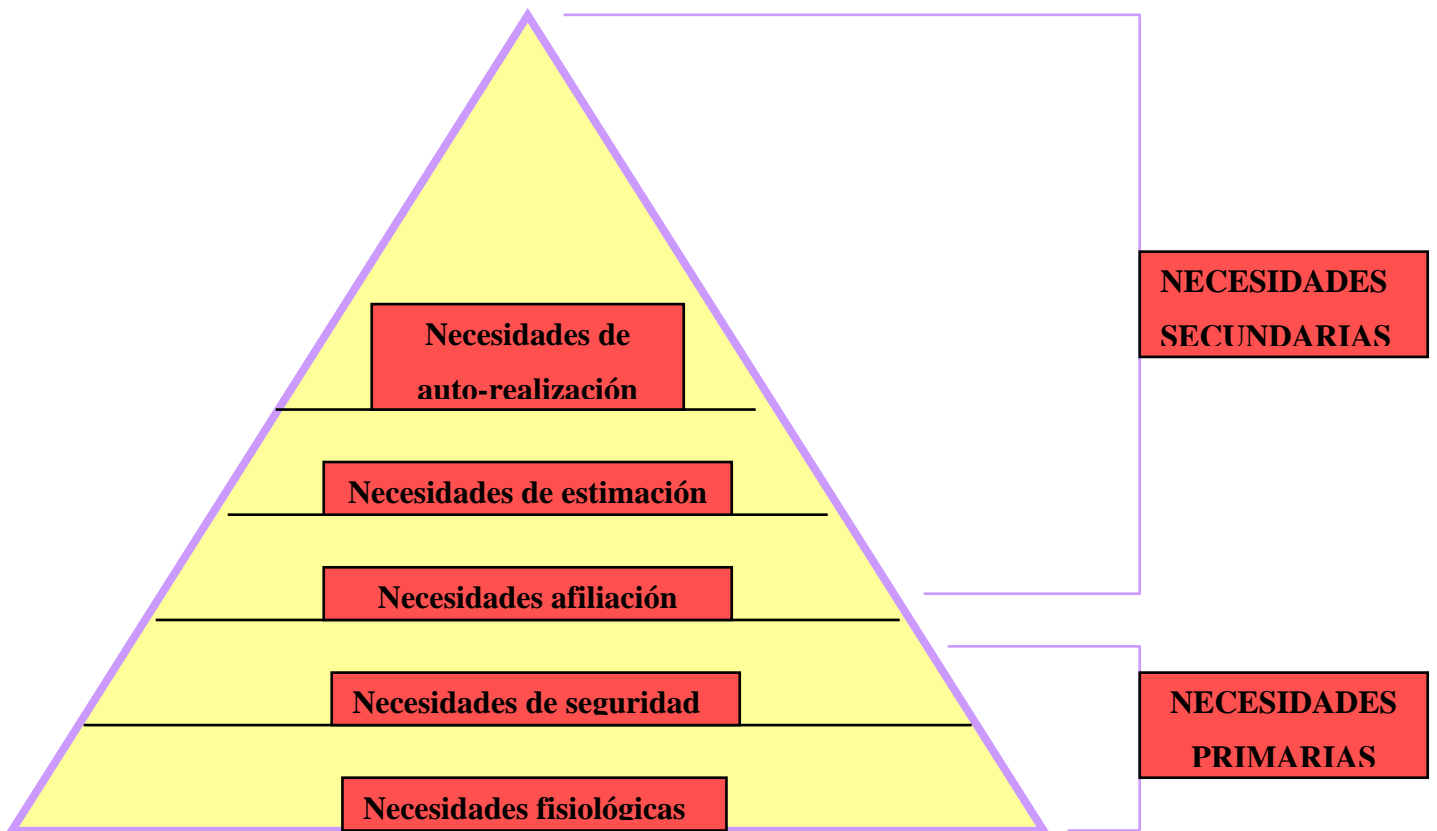 Necesidades de
auto-realización
Necesidades de estimación
Necesidades afiliación
Necesidades de seguridad
Necesidades fisiológicas
NECESIDADES
SECUNDARIAS
NECESIDADES
PRIMARIAS